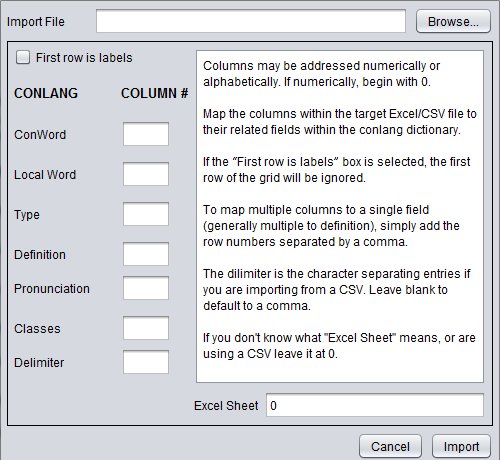 Import File
Browse...
First row is labels
CONLANG COLUMN #
ConWord
Local Word
Type
Definition
Pronunciation
Classes
Delimiter
Columns may be addressed numerically or
alphabetically. If numerically, begin with 0.
Map the columns within the target Excel/CSV file to
their related fields within the conlang dictionary.
If the "First row is labels" box is selected, the first
row of the grid will be ignored.
To map multiple columns to a single field
(generally multiple to definition), simply add the
row numbers separated by a comma.
The dilimiter is the character separating entries if
you are importing from a CSV. Leave blank to
default to a comma.
If you don't know what "Excel Sheet" means, or are
using a CSV leave it at 0.
Excel Sheet 0
Cancel Import